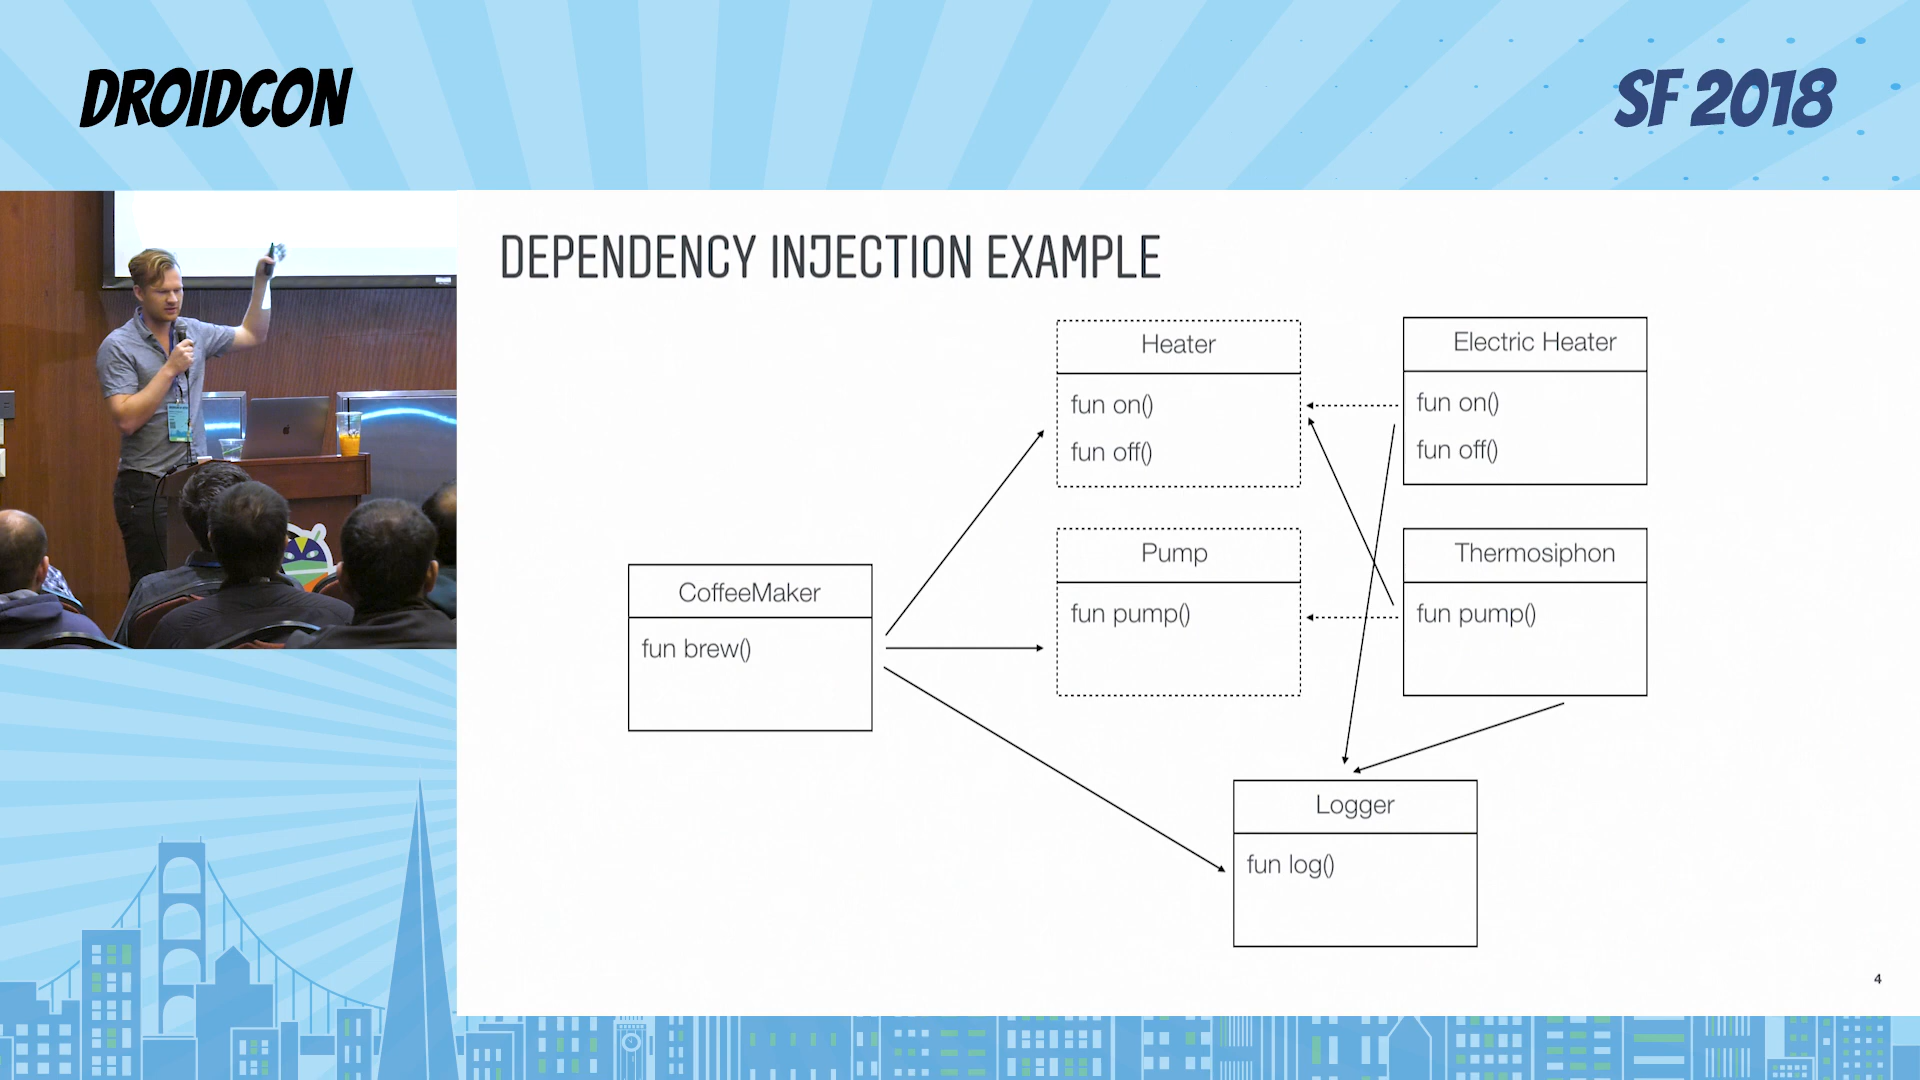 DROIDCON
SF 2018
DEPENDENCY INJECTION EXAMPLE
Heater
fun on()
fun off()
Electric Heater
fun on()
fun off()
Pump
fun pump()
Thermosiphon
fun pump()
CoffeeMaker
fun brew()
Logger
fun log()
4